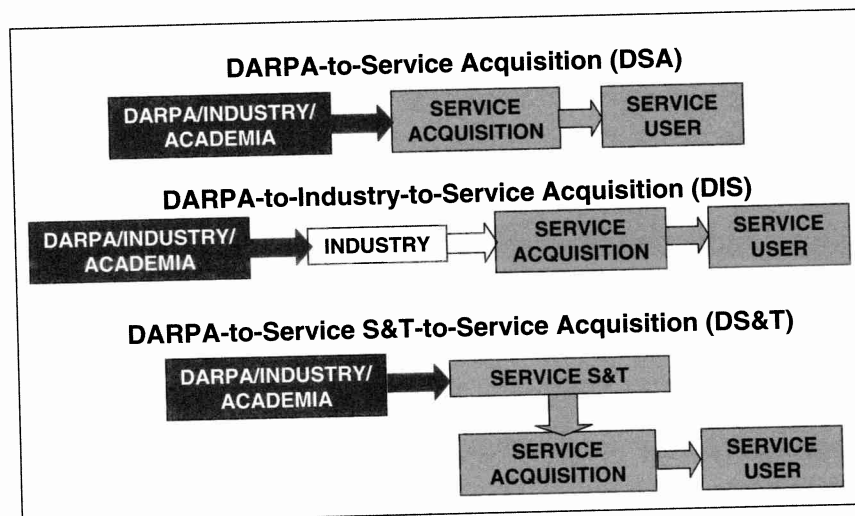 DARPA-to-Service Acquisition (DSA)
DARPA/INDUSTRY/
ACADEMIA
SERVICE
ACQUISITION
SERVICE
USER
DARPA-to-Industry-to-Service Acquisition (DIS)
DARPA/INDUSTRY/
ACADEMIA
INDUSTRY
SERVICE
ACQUISITION
SERVICE
USER
DARPA-to-Service S&T-to-Service Acquisition (DS&T)
DARPA/INDUSTRY/
ACADEMIA
SERVICE S&T
SERVICE
ACQUISITION
SERVICE
USER